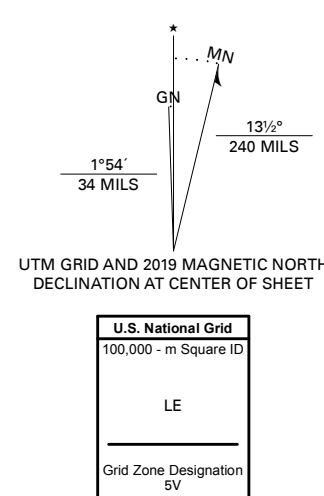 ★
MN
GN
13½°
240 MILS
1°54´
34 MILS
UTM GRID AND 2019 MAGNETIC NORTH
DECLINATION AT CENTER OF SHEET
U.S. National Grid
100,000 - m Square ID
LE
Grid Zone Designation
5V